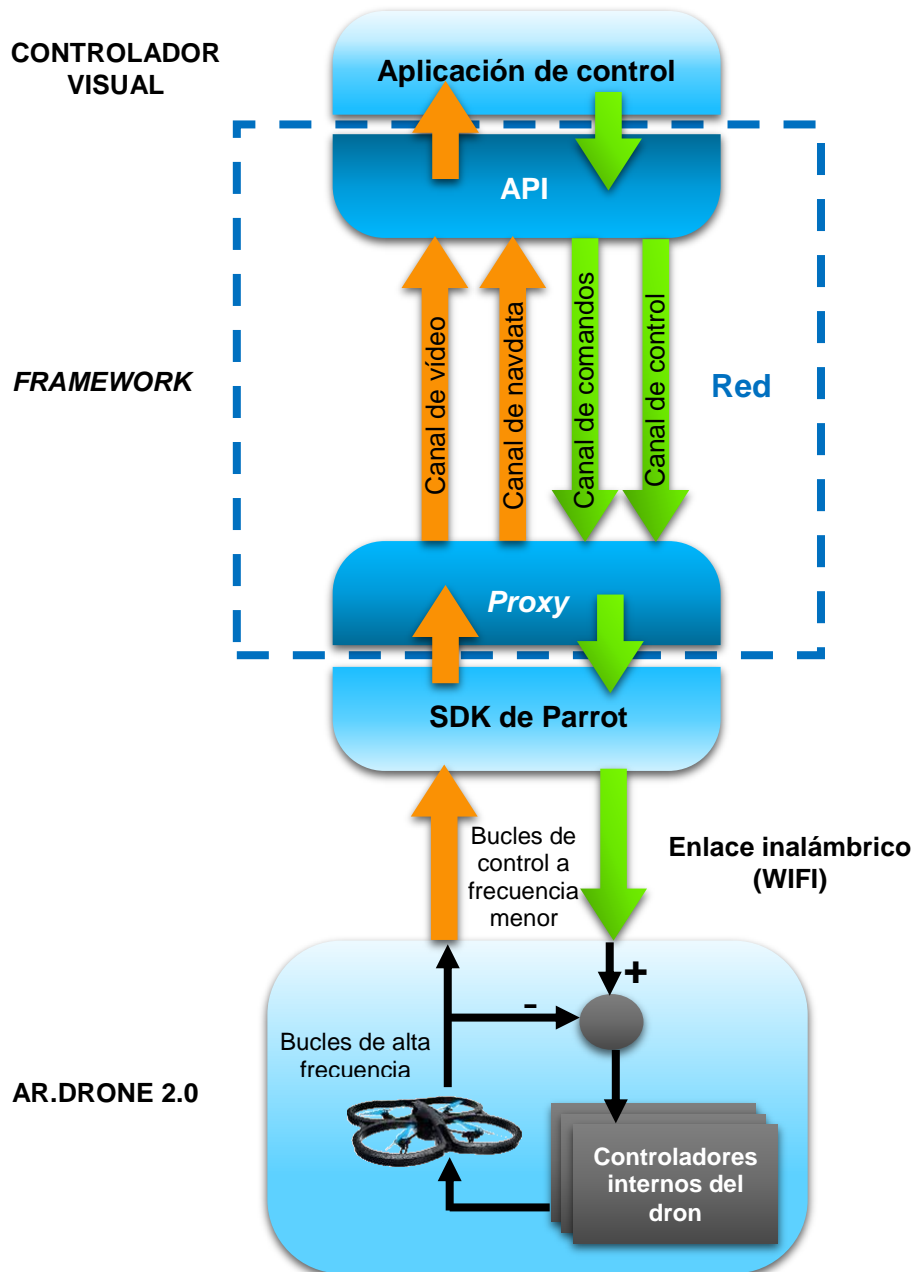 CONTROLADOR
VISUAL
Aplicación de control
API
Canal de vídeo
Canal de navdata
Canal de comandos
Canal de control
FRAMEWORK
Red
Proxy
SDK de Parrot
Bucles de
control a
frecuencia
menor
Enlace inalámbrico
(WIFI)
+
-
Bucles de alta
frecuencia
AR.DRONE 2.0
Controladores
internos del
dron